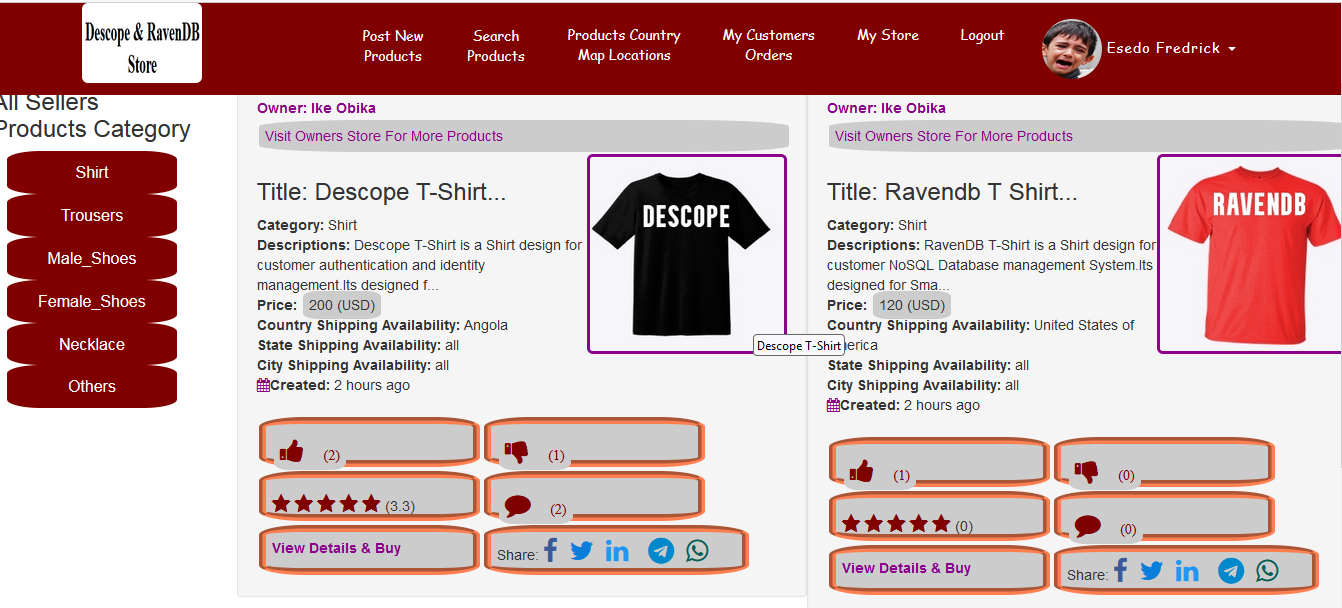 Descope & RavenDB
Store
Post New
Products
Search
Products
Products Country
Map Locations
My Customers
Orders
My Store
Logout
Esedo Fredrick
All Sellers
Products Category
Shirt
Trousers
Male_Shoes
Female_Shoes
Necklace
Others
Owner: Ike Obika
Visit Owners Store For More Products
Title: Descope T-Shirt...
Category: Shirt
Descriptions: Descope T-Shirt is a Shirt design for
customer authentication and identity
management.Its designed f...
Price: 200 (USD)
Country Shipping Availability: Angola
State Shipping Availability: all
City Shipping Availability: all
Created: 2 hours ago
DESCOPE
Descope T-Shirt
(2)
(1)
(3.3)
(2)
View Details & Buy
Share:
Owner: Ike Obika
Visit Owners Store For More Products
Title: Ravendb T Shirt...
Category: Shirt
Descriptions: RavenDB T-Shirt is a Shirt design for
customer NoSQL Database management System.Its
designed for Sma...
Price: 120 (USD)
Country Shipping Availability: United States of
merica
State Shipping Availability: all
City Shipping Availability: all
Created: 2 hours ago
RAVENDB
(1)
(0)
(0)
(0)
View Details & Buy
Share: